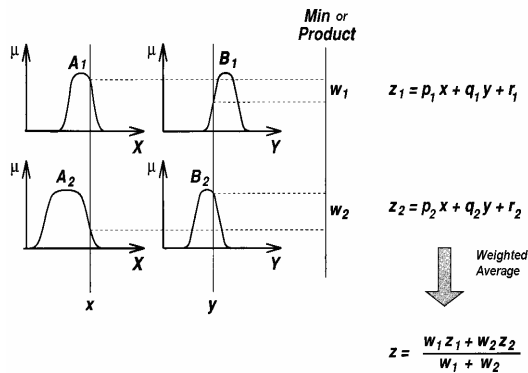 Min or
Product
μ
A1
μ
B1
w1
z1 = p1 x + q1 y + r1
X
Y
μ
A2
μ
B2
w2
z2 = p2 x + q2 y + r2
X
Y
Weighted
Average
x
y
z = w1 z1 + w2 z2
w1 + w2